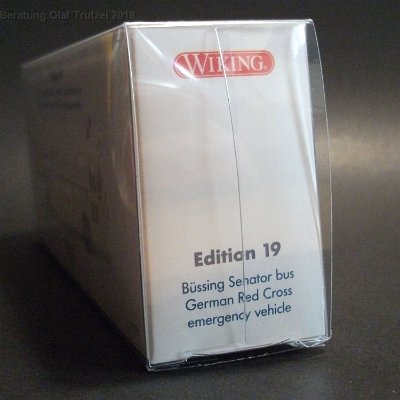 Beratung Olaf Trutzel 2018
WIKING
Edition 19
Büssing Senator bus
German Red Cross
emergency vehicle